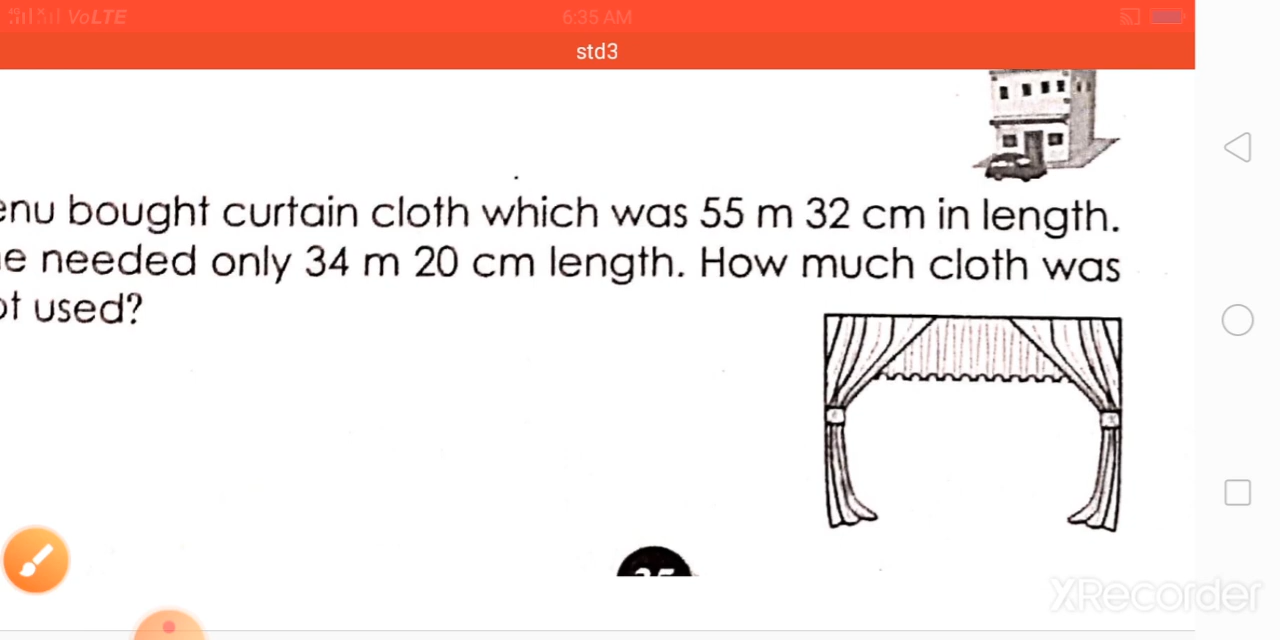 VoLTE
6:35 AM
std3
enu bought curtain cloth which was 55 m 32 cm in length.
e needed only 34 m 20 cm length. How much cloth was
ot used?
XRecorder